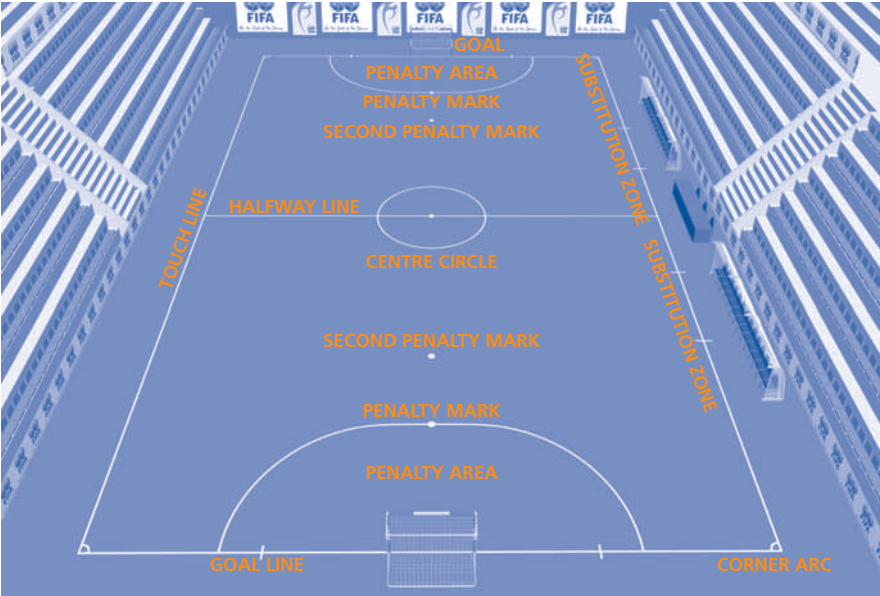 FIFA
FIFA
FIFA
FIFA
FIFA
GOAL
PENALTY AREA
PENALTY MARK
SECOND PENALTY MARK
SUBSTITUTION ZONE
TOUCH LINE
HALFWAY LINE
CENTRE CIRCLE
SUBSTITUTION ZONE
SECOND PENALTY MARK
PENALTY MARK
PENALTY AREA
GOAL LINE
CORNER ARC